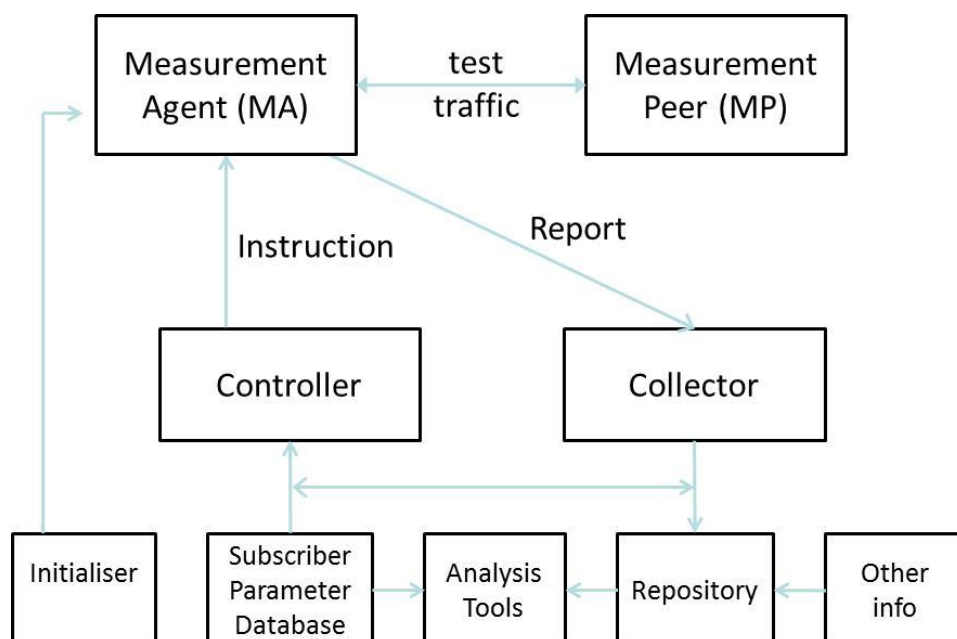 Measurement
Agent (MA)
test
traffic
Measurement
Peer (MP)
Instruction
Report
Controller
Collector
Initialiser
Subscriber
Parameter
Database
Analysis
Tools
Repository
Other
info